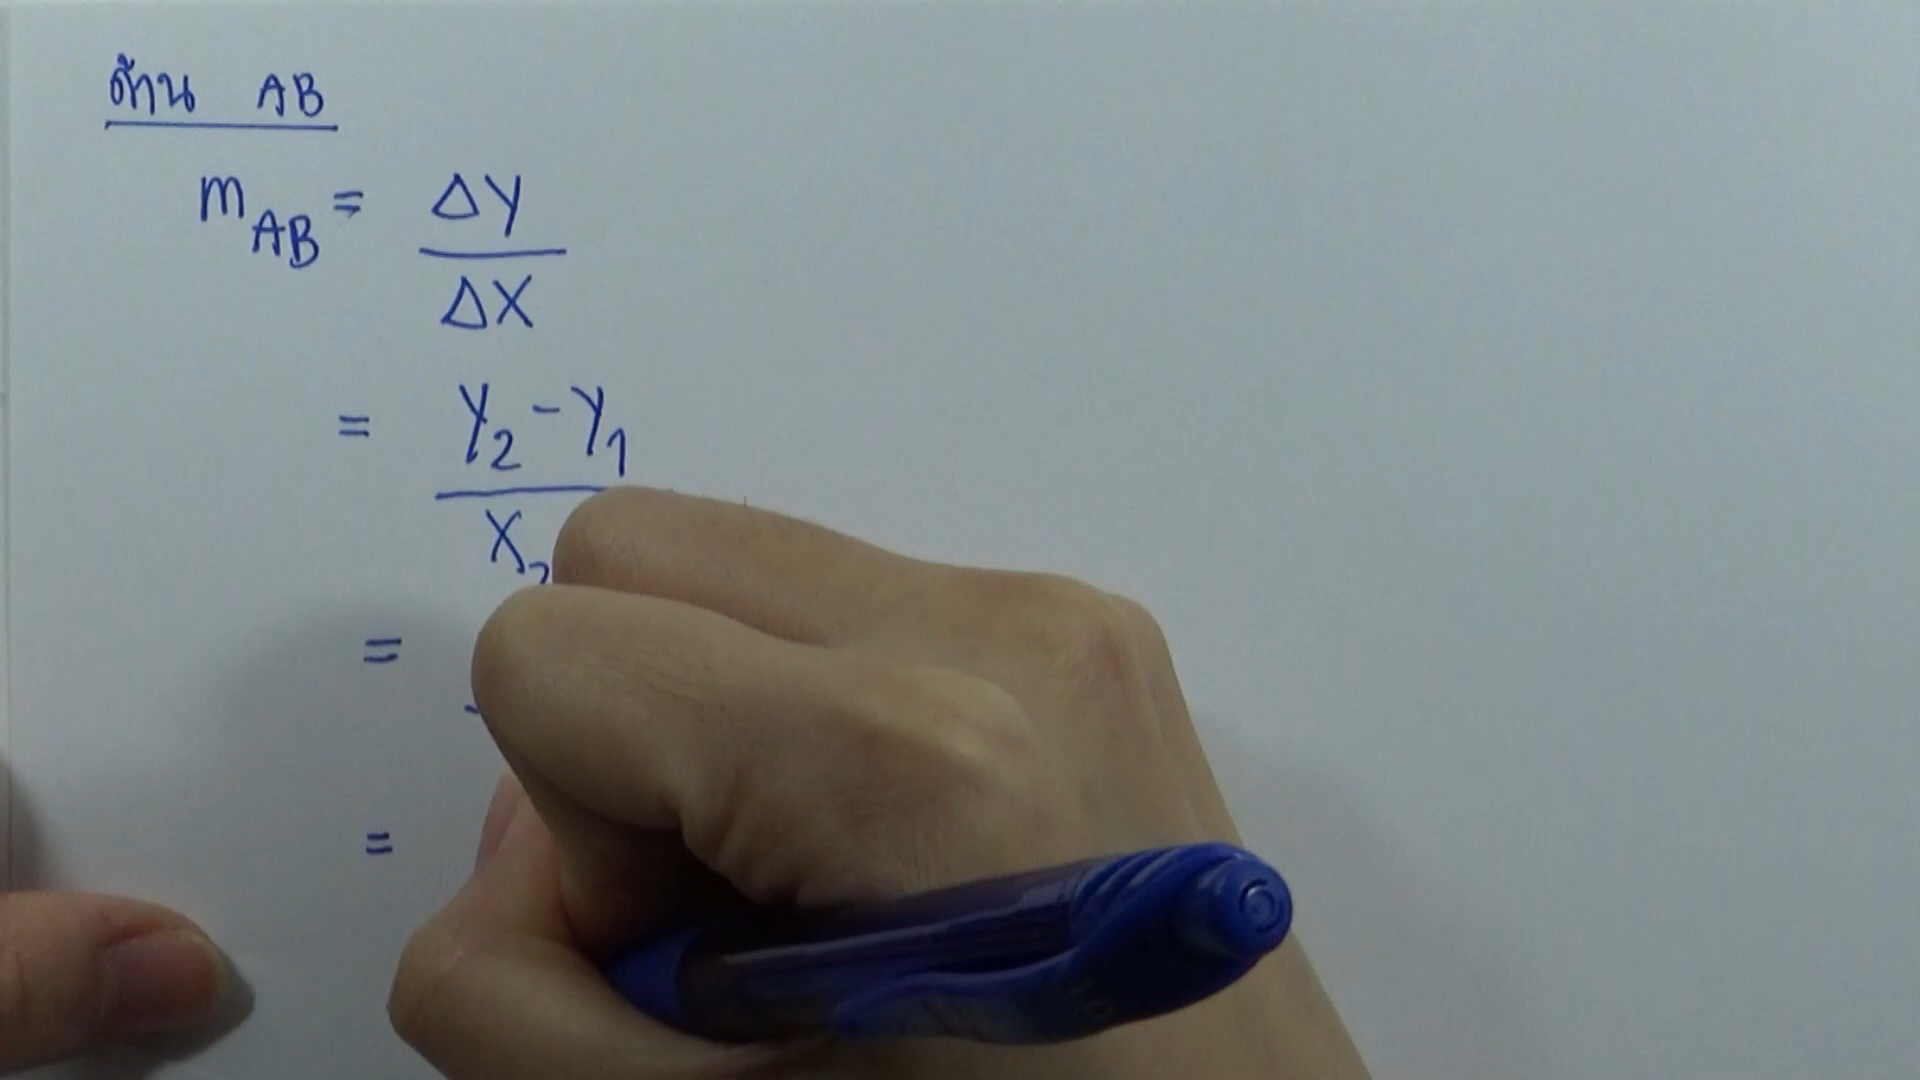 ด้าน AB
m_AB = ΔY
ΔX
= Y₂ - Y₁
X₂
=
=